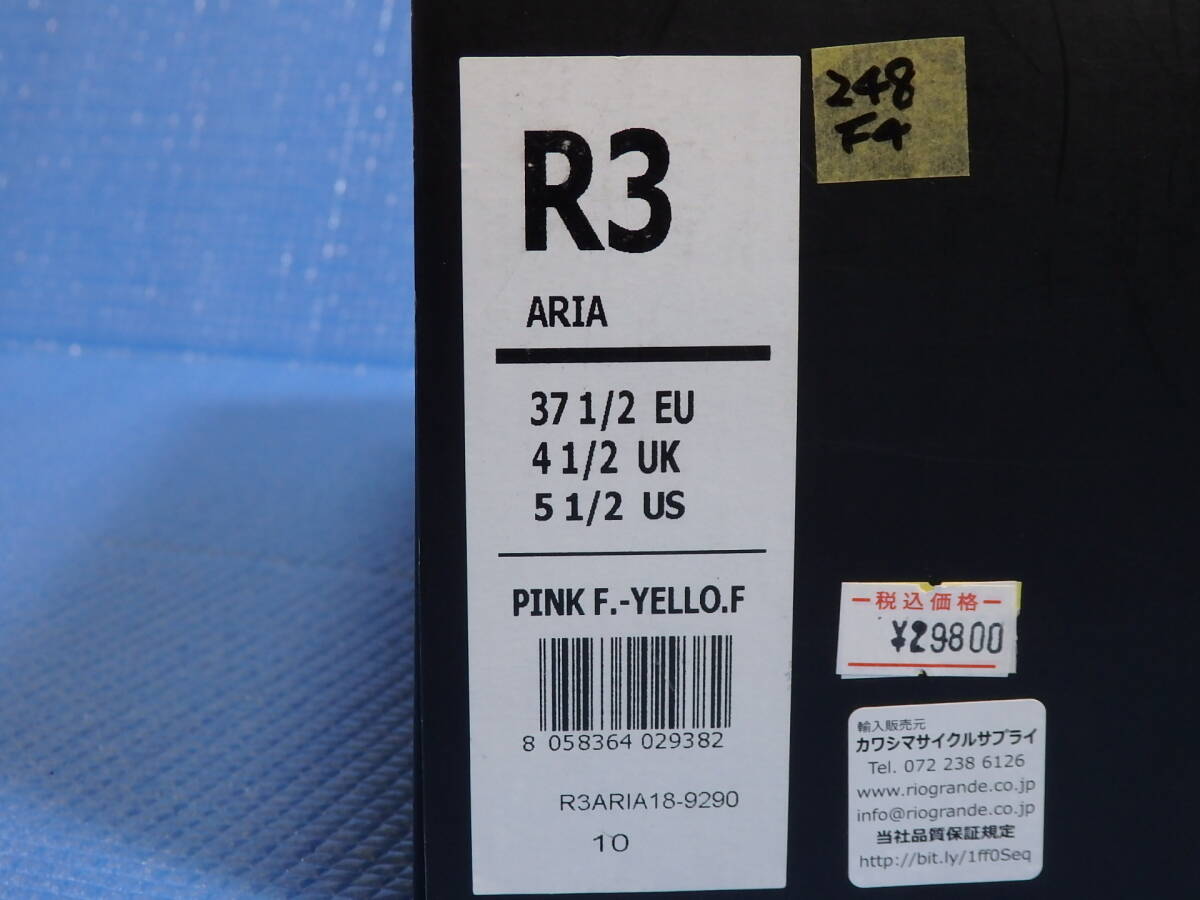 R3
ARIA
37 1/2 EU
4 1/2 UK
5 1/2 US
PINK F.-YELLO.F
8 058364 029382
R3ARIA18-9290
10
248
F4
税込価格
¥29800
輸入販売元
カワシマサイクルサプライ
Tel. 072 238 6126
www.riogrande.co.jp
info@riogrande.co.jp
当社品質保証規定
http://bit.ly/1ff0Seq